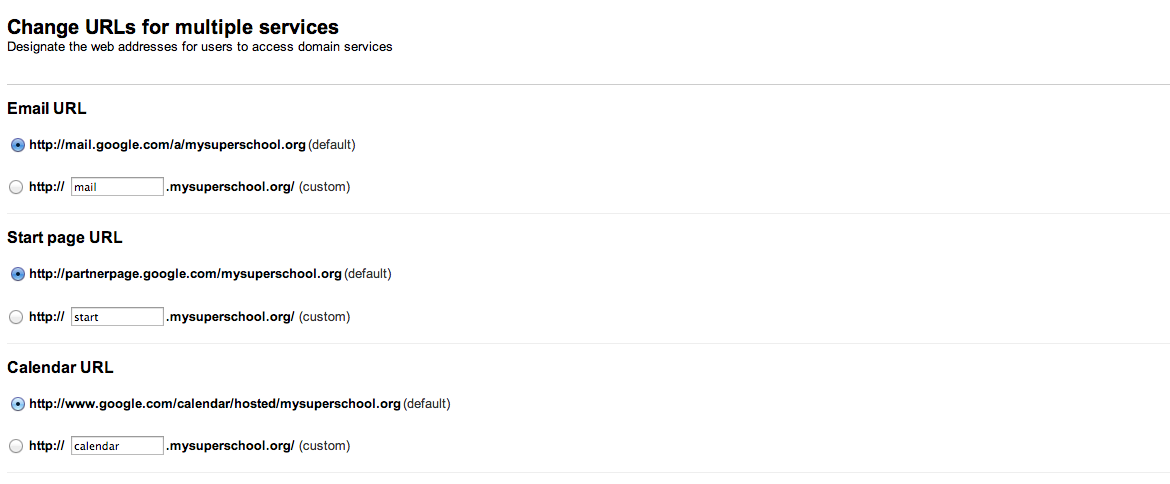 Change URLs for multiple services
Designate the web addresses for users to access domain services
Email URL
http://mail.google.com/a/mysuperschool.org (default)
http:// mail .mysuperschool.org/ (custom)
Start page URL
http://partnerpage.google.com/mysuperschool.org (default)
http:// start .mysuperschool.org/ (custom)
Calendar URL
http://www.google.com/calendar/hosted/mysuperschool.org (default)
http:// calendar .mysuperschool.org/ (custom)